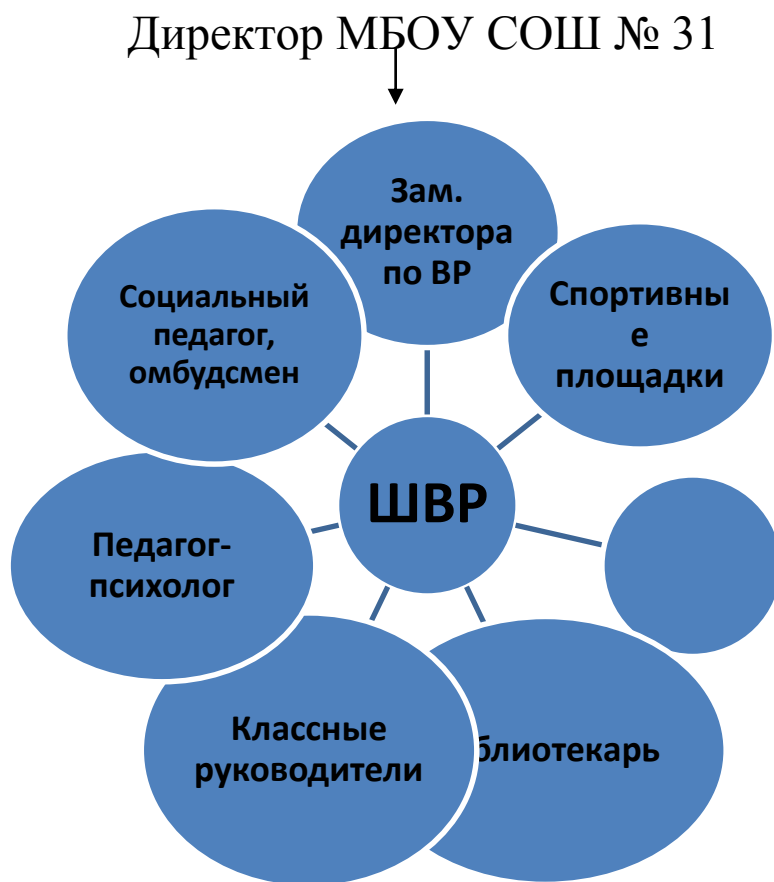 Директор МБОУ СОШ № 31
Зам.
директора
по ВР
Социальный
педагог,
омбудсмен
Спортивны
е
площадки
ШВР
Педагог-
психолог
Классные
руководители
блиотекарь